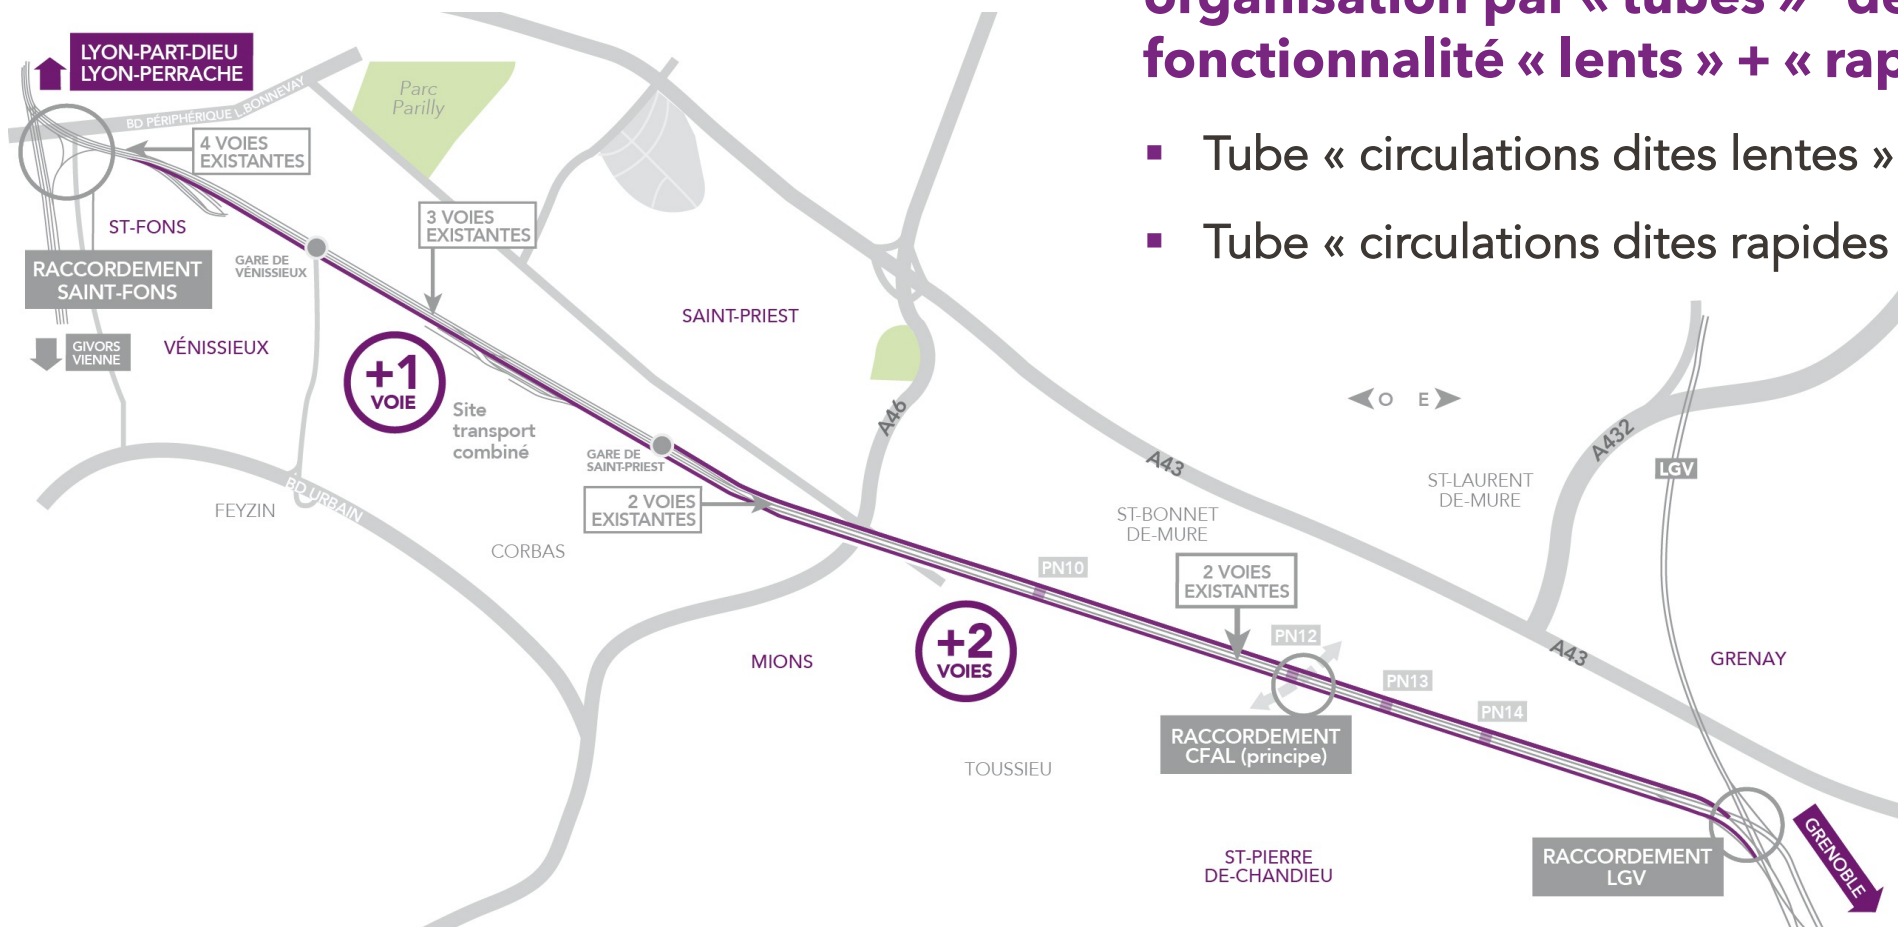 organisation par « tubes » de
fonctionnalité « lents » + « rap
▪ Tube « circulations dites lentes »
▪ Tube « circulations dites rapides
LYON-PART-DIEU
LYON-PERRACHE
BD PÉRIPHÉRIQUE L.BONNEVAY
Parc
Parilly
4 VOIES
EXISTANTES
ST-FONS
3 VOIES
EXISTANTES
RACCORDEMENT
SAINT-FONS
GARE DE
VÉNISSIEUX
SAINT-PRIEST
GIVORS
VIENNE
VÉNISSIEUX
+1
VOIE
Site
transport
combiné
O E
A46
A43
A432
LGV
GARE DE
SAINT-PRIEST
ST-LAURENT
DE-MURE
BD URBAIN
FEYZIN
2 VOIES
EXISTANTES
ST-BONNET
DE-MURE
CORBAS
PN10
2 VOIES
EXISTANTES
PN12
+2
VOIES
MIONS
A43
GRENAY
PN13
PN14
RACCORDEMENT
CFAL (principe)
TOUSSIEU
ST-PIERRE
DE-CHANDIEU
RACCORDEMENT
LGV
GRENOBLE